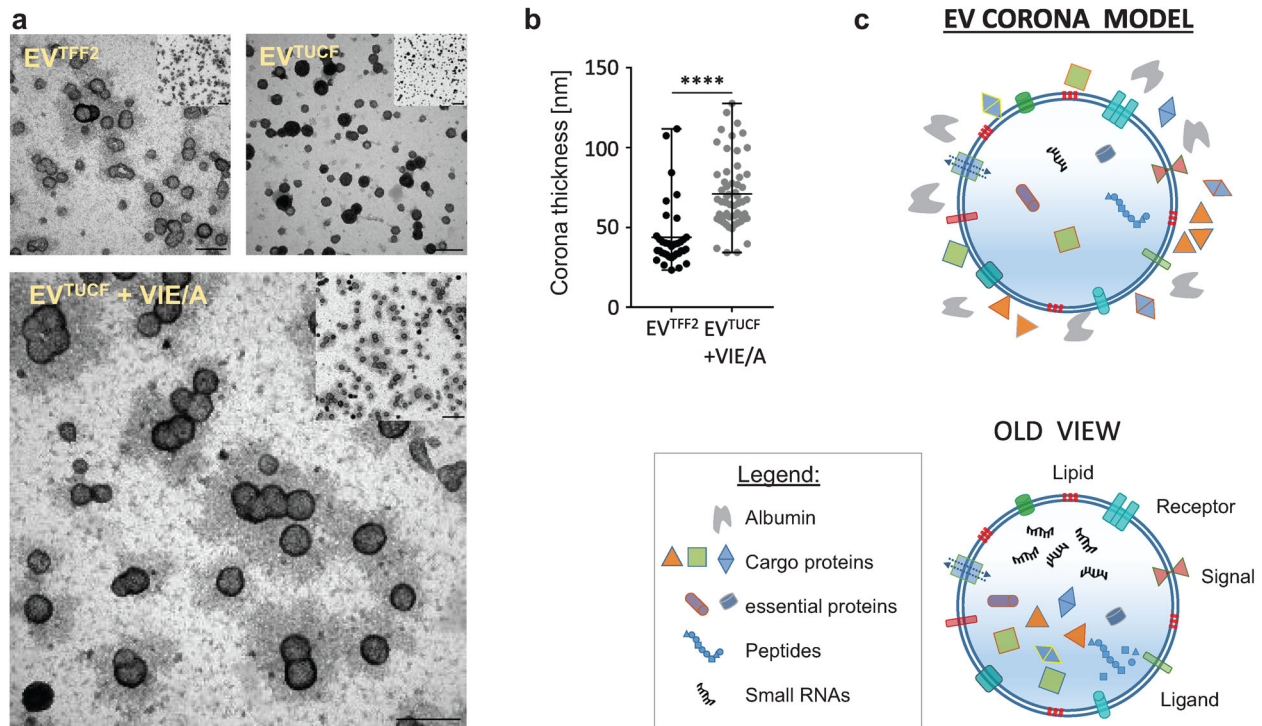 a
EV^TFF2
EV^TUCF
EV^TUCF + VIE/A
b
Corona thickness [nm]
150
100
50
0
****
EV^TFF2
EV^TUCF
+VIE/A
c
EV CORONA MODEL
OLD VIEW
Lipid
Receptor
Signal
Ligand
Legend:
Albumin
Cargo proteins
essential proteins
Peptides
Small RNAs